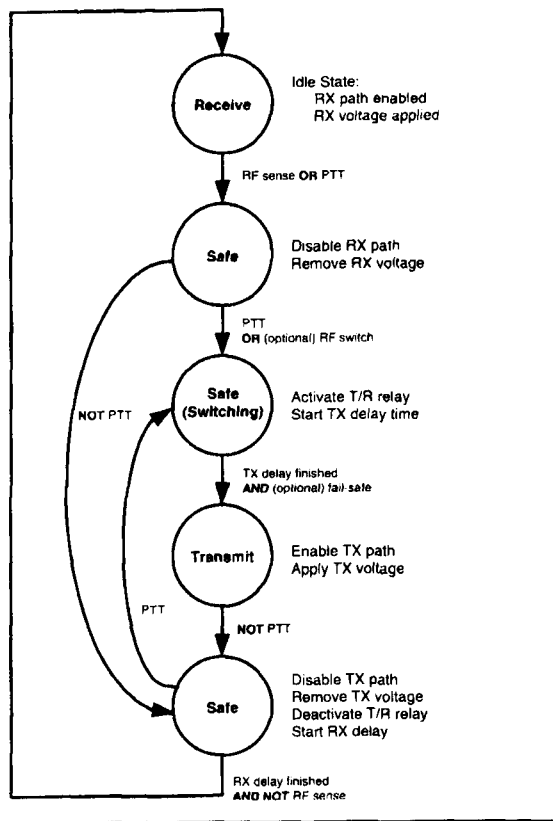 Receive
Idle State:
RX path enabled
RX voltage applied
RF sense OR PTT
Safe
Disable RX path
Remove RX voltage
PTT
OR (optional) RF switch
NOT PTT
Safe
(Switching)
Activate T/R relay
Start TX delay time
TX delay finished
AND (optional) fail-safe
Transmit
Enable TX path
Apply TX voltage
PTT
NOT PTT
Safe
Disable TX path
Remove TX voltage
Deactivate T/R relay
Start RX delay
RX delay finished
AND NOT RF sense